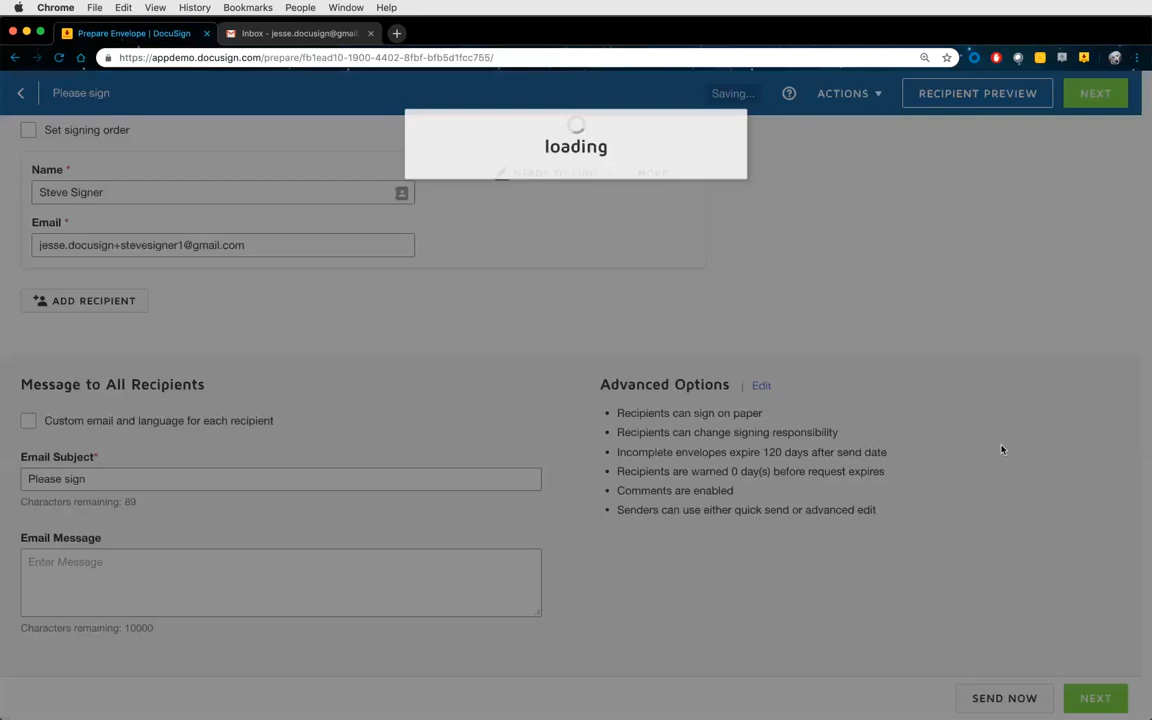 Chrome File Edit View History Bookmarks People Window Help
Prepare Envelope | DocuSign
Inbox - jesse.docusign@gmail
https://appdemo.docusign.com/prepare/fb1ead10-1900-4402-8fbf-bfb5d1fcc755/
Please sign
Saving...
ACTIONS
RECIPIENT PREVIEW
NEXT
loading
Set signing order
NEEDS TO SIGN
MORE
Name *
Steve Signer
Email *
jesse.docusign+stevesigner1@gmail.com
ADD RECIPIENT
Message to All Recipients
Custom email and language for each recipient
Email Subject*
Please sign
Characters remaining: 89
Email Message
Enter Message
Characters remaining: 10000
Advanced Options | Edit
• Recipients can sign on paper
• Recipients can change signing responsibility
• Incomplete envelopes expire 120 days after send date
• Recipients are warned 0 day(s) before request expires
• Comments are enabled
• Senders can use either quick send or advanced edit
SEND NOW
NEXT